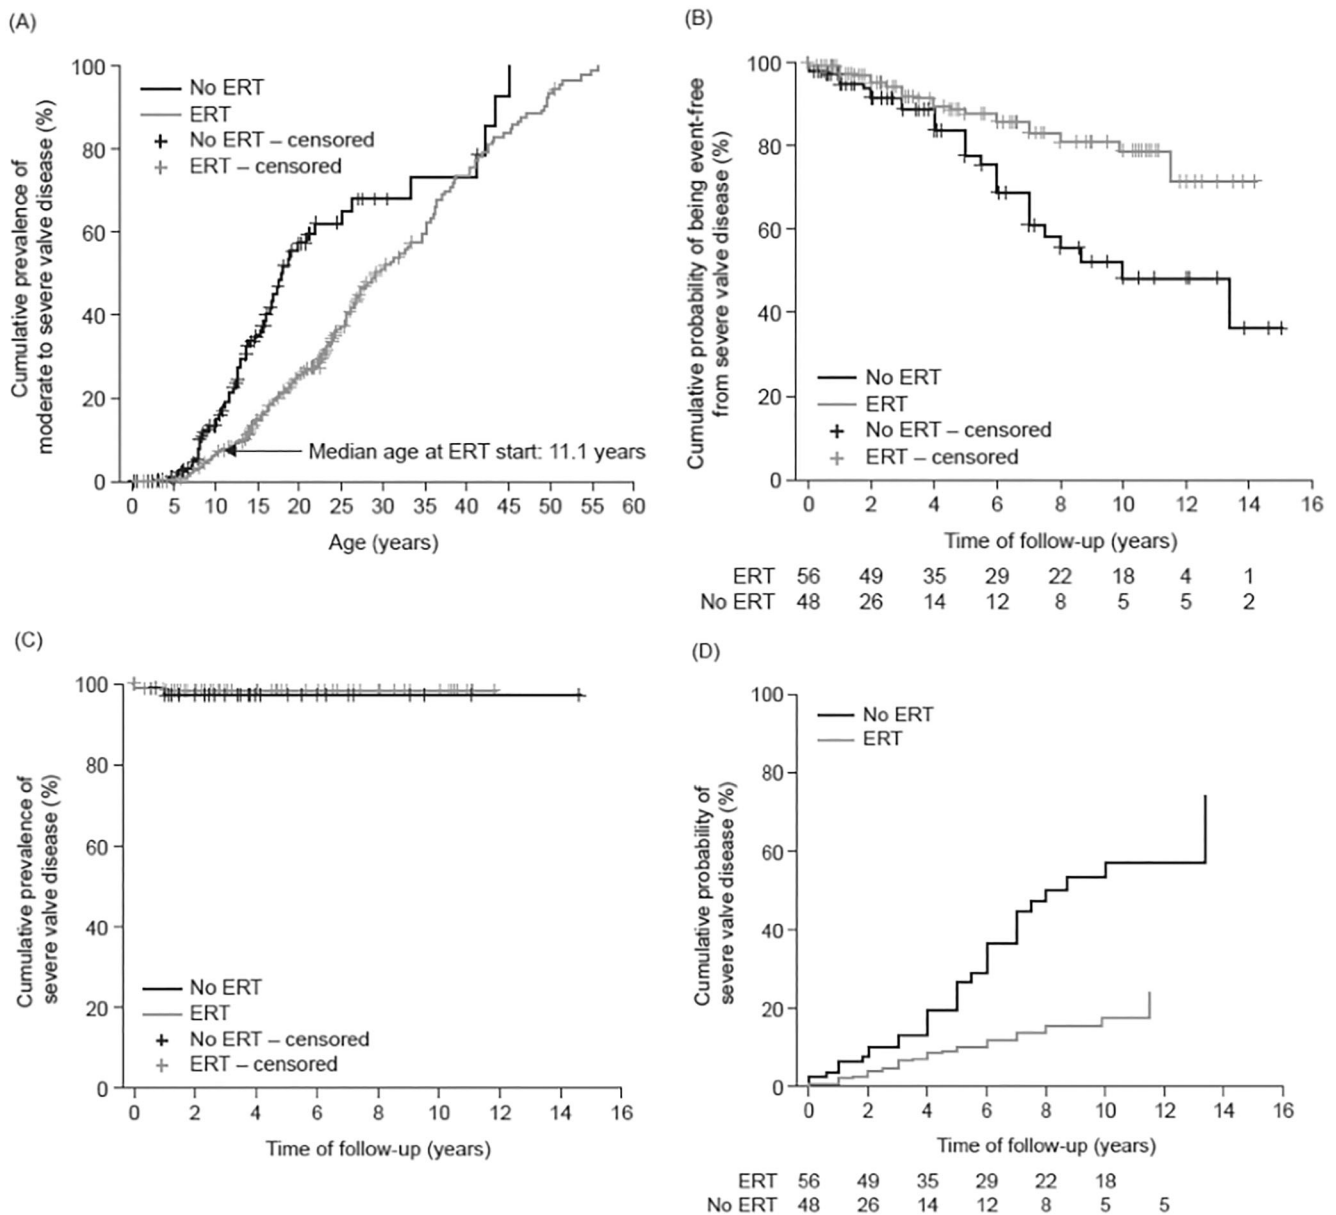 (A)
Cumulative prevalence of
moderate to severe valve disease (%)
100
80
60
40
20
0
No ERT
ERT
No ERT – censored
ERT – censored
Median age at ERT start: 11.1 years
0 5 10 15 20 25 30 35 40 45 50 55 60
Age (years)
(B)
Cumulative probability of being event-free
from severe valve disease (%)
100
80
60
40
20
0
No ERT
ERT
No ERT – censored
ERT – censored
0 2 4 6 8 10 12 14 16
Time of follow-up (years)
ERT 56 49 35 29 22 18 4 1
No ERT 48 26 14 12 8 5 5 2
(C)
Cumulative prevalence of
severe valve disease (%)
100
80
60
40
20
0
No ERT
ERT
No ERT – censored
ERT – censored
0 2 4 6 8 10 12 14 16
Time of follow-up (years)
(D)
Cumulative probability of
severe valve disease (%)
100
80
60
40
20
0
No ERT
ERT
0 2 4 6 8 10 12 14 16
Time of follow-up (years)
ERT 56 49 35 29 22 18
No ERT 48 26 14 12 8 5 5